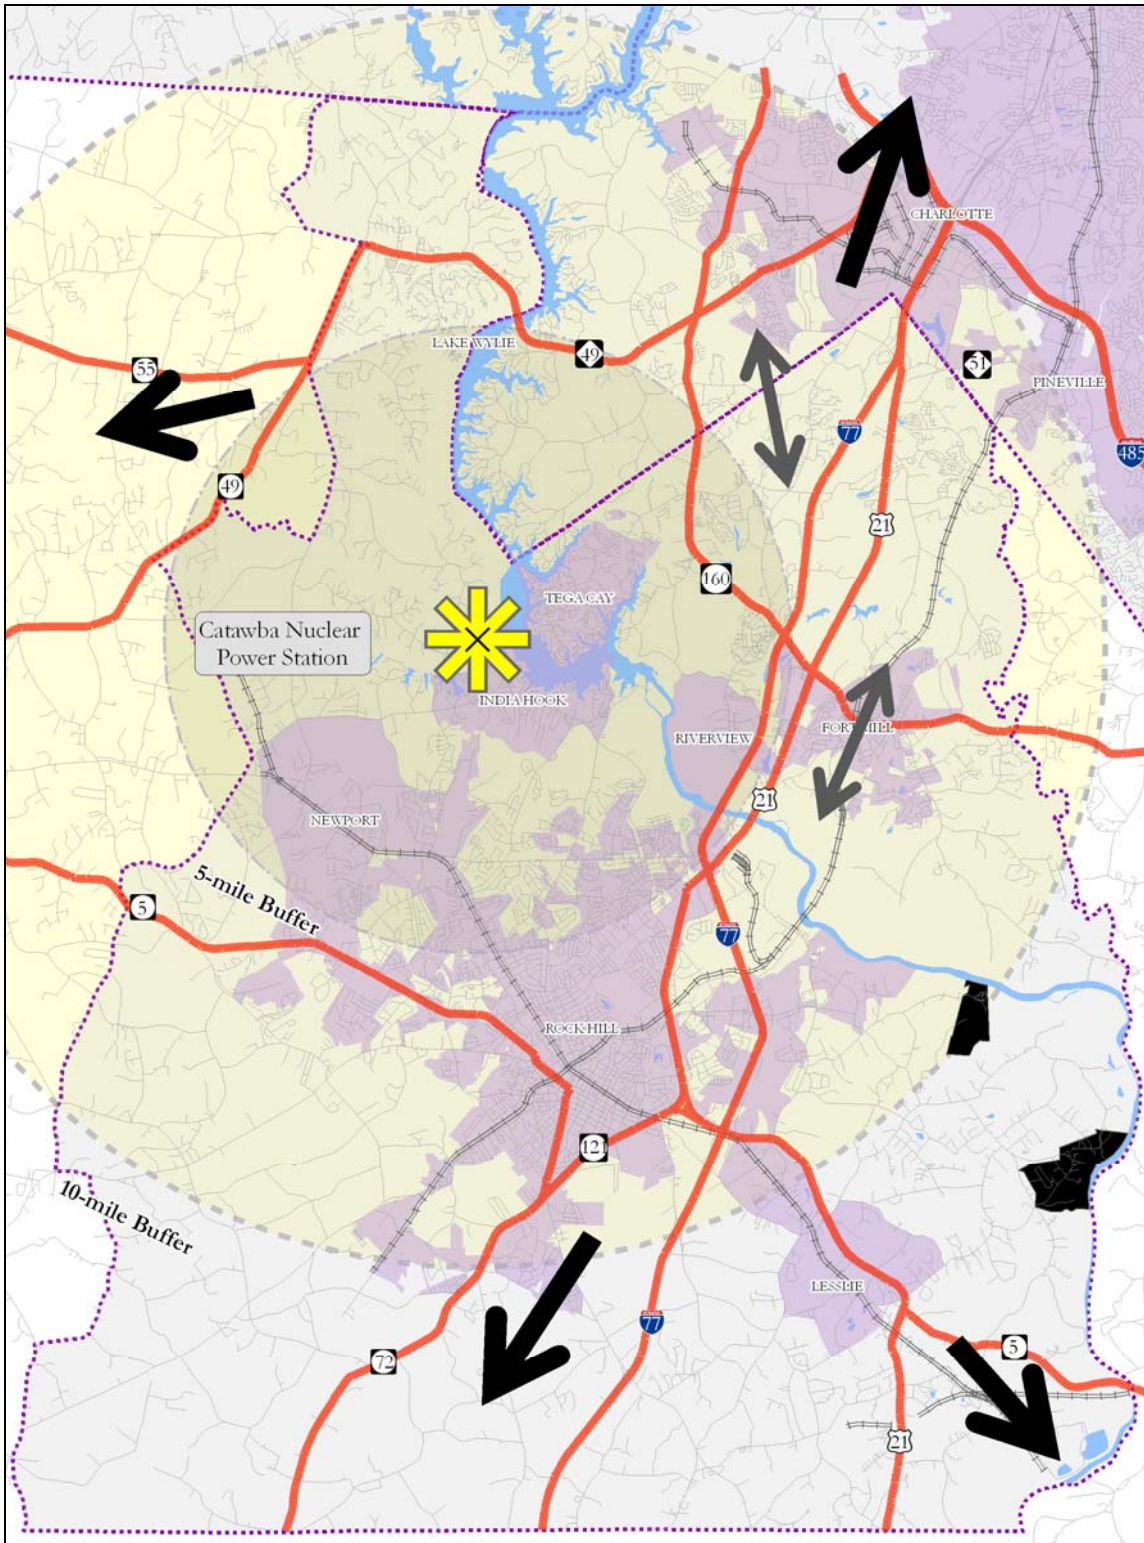 CHARLOTTE
LAKE WYLIE
49
51
55
PINEVILLE
77
485
49
21
160
TEGA CAY
Catawba Nuclear
Power Station
INDIA HOOK
RIVERVIEW
FORT MILL
21
NEWPORT
5-mile Buffer
5
77
ROCK HILL
121
10-mile Buffer
LESSLIE
77
5
72
21